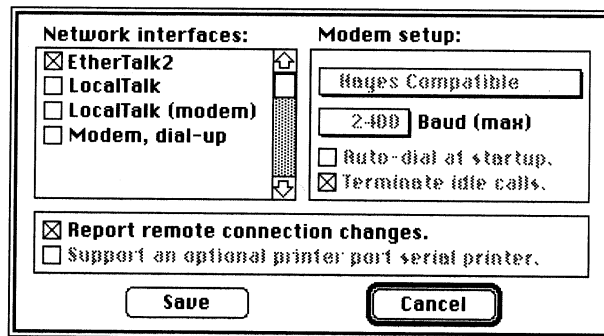 Network interfaces:
EtherTalk2
LocalTalk
LocalTalk (modem)
Modem, dial-up
Modem setup:
Hayes Compatible
2400 Baud (max)
Auto-dial at startup.
Terminate idle calls.
Report remote connection changes.
Support an optional printer port serial printer.
Save
Cancel